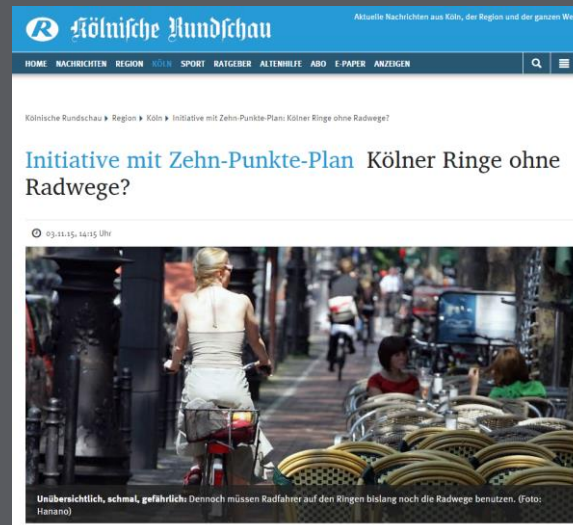 Aktuelle Nachrichten aus Köln, der Region und der ganzen We
R Kölnische Rundschau
HOME NACHRICHTEN REGION KÖLN SPORT RATGEBER ALTENHILFE ABO E-PAPER ANZEIGEN
Kölnische Rundschau Region Köln Initiative mit Zehn-Punkte-Plan: Kölner Ringe ohne Radwege?
Initiative mit Zehn-Punkte-Plan Kölner Ringe ohne
Radwege?
03.11.15, 14:15 Uhr
Unübersichtlich, schmal, gefährlich: Dennoch müssen Radfahrer auf den Ringen bislang noch die Radwege benutzen. (Foto:
Hanano)